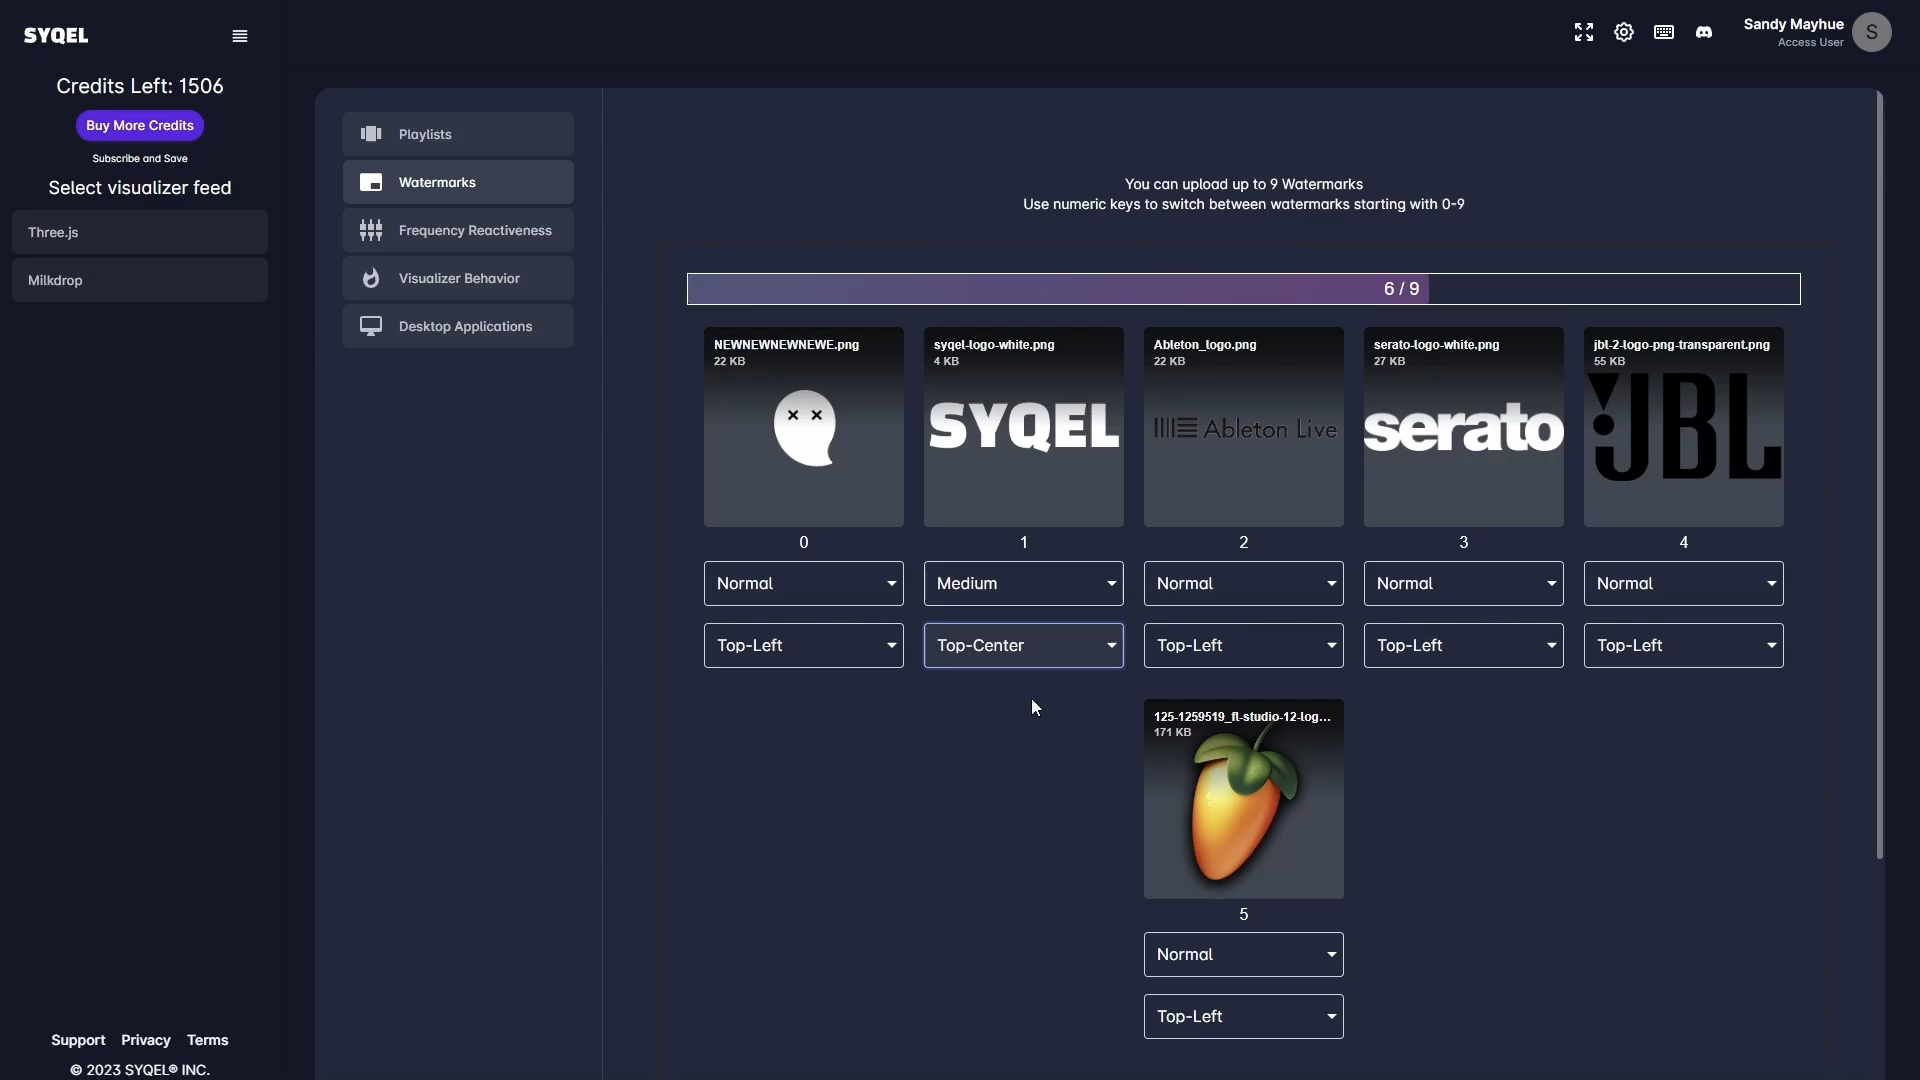 SYQEL
Credits Left: 1506
Buy More Credits
Subscribe and Save
Select visualizer feed
Three.js
Milkdrop
Support Privacy Terms
© 2023 SYQEL® INC.
Sandy Mayhue
Access User
S
Playlists
Watermarks
Frequency Reactiveness
Visualizer Behavior
Desktop Applications
You can upload up to 9 Watermarks
Use numeric keys to switch between watermarks starting with 0-9
6 / 9
NEWNEWNEWNEWE.png
22 KB
0
Normal
Top-Left
syqel-logo-white.png
4 KB
SYQEL
1
Medium
Top-Center
Ableton_logo.png
22 KB
Ableton Live
2
Normal
Top-Left
serato-logo-white.png
27 KB
serato
3
Normal
Top-Left
jbl-2-logo-png-transparent.png
55 KB
JBL
4
Normal
Top-Left
125-1259519_fl-studio-12-log...
171 KB
5
Normal
Top-Left